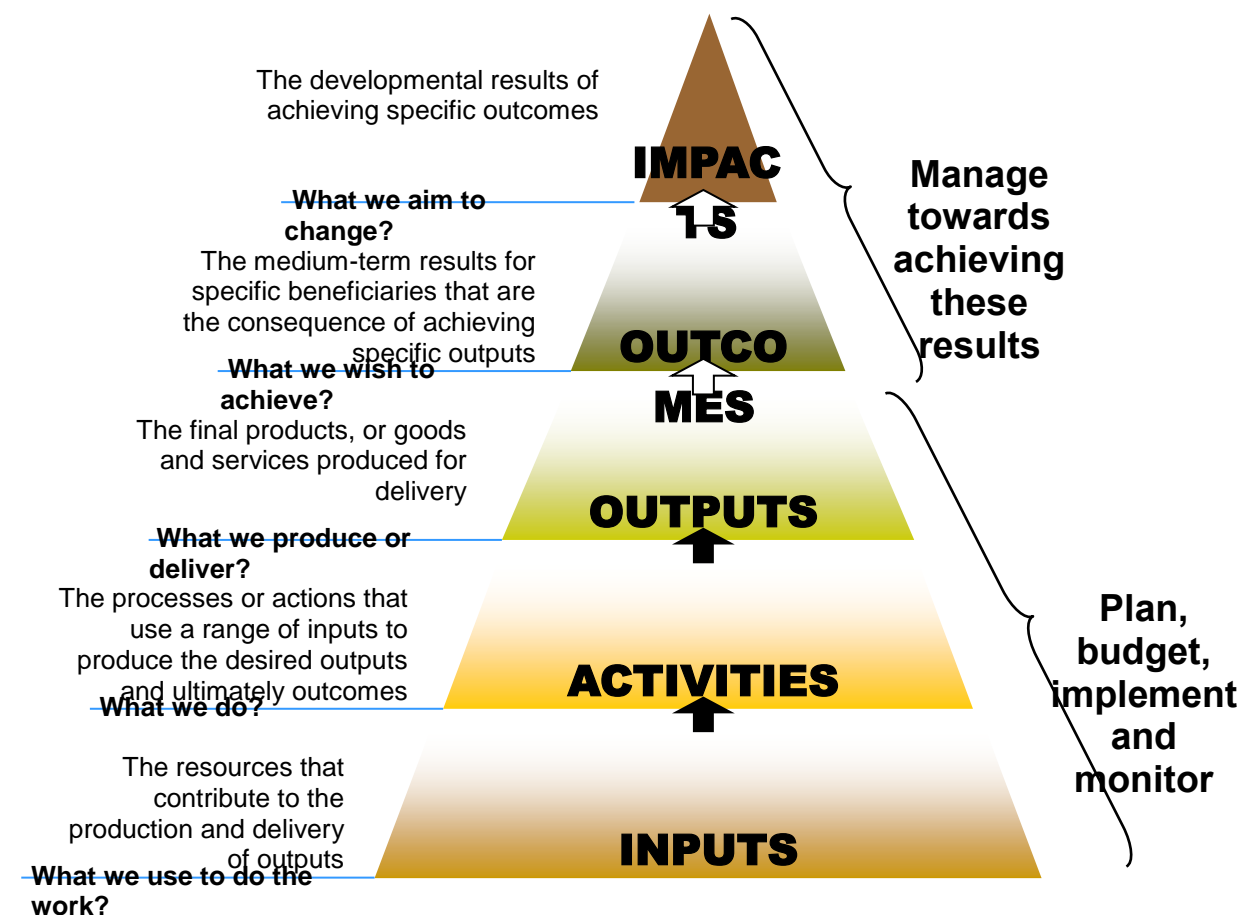 The developmental results of
achieving specific outcomes
IMPAC
TS
What we aim to
change?
The medium-term results for
specific beneficiaries that are
the consequence of achieving
specific outputs
OUTCO
MES
What we wish to
achieve?
The final products, or goods
and services produced for
delivery
OUTPUTS
What we produce or
deliver?
The processes or actions that
use a range of inputs to
produce the desired outputs
and ultimately outcomes
ACTIVITIES
What we do?
The resources that
contribute to the
production and delivery
of outputs
INPUTS
What we use to do the
work?
Manage
towards
achieving
these
results
Plan,
budget,
implement
and
monitor